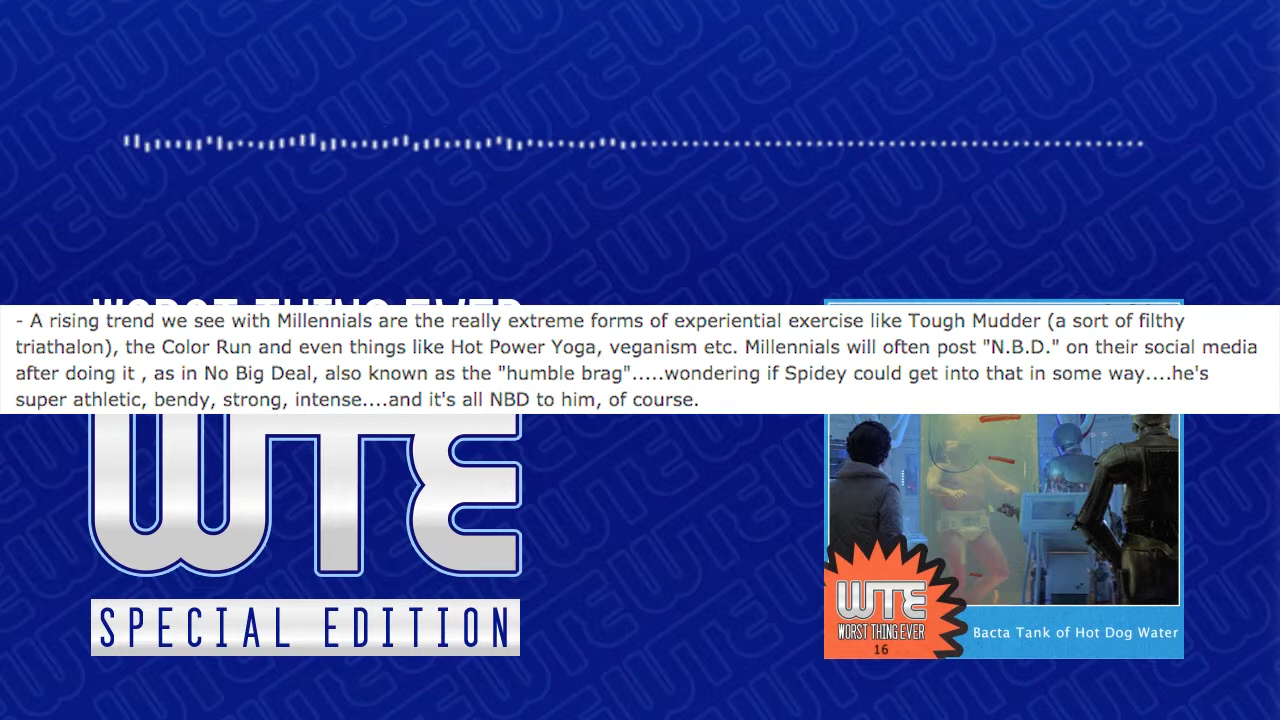 WORST THING EVER
- A rising trend we see with Millennials are the really extreme forms of experiential exercise like Tough Mudder (a sort of filthy
triathalon), the Color Run and even things like Hot Power Yoga, veganism etc. Millennials will often post "N.B.D." on their social media
after doing it , as in No Big Deal, also known as the "humble brag".....wondering if Spidey could get into that in some way....he's
super athletic, bendy, strong, intense....and it's all NBD to him, of course.
WTE
SPECIAL EDITION
WTE
WORST THING EVER
16
Bacta Tank of Hot Dog Water